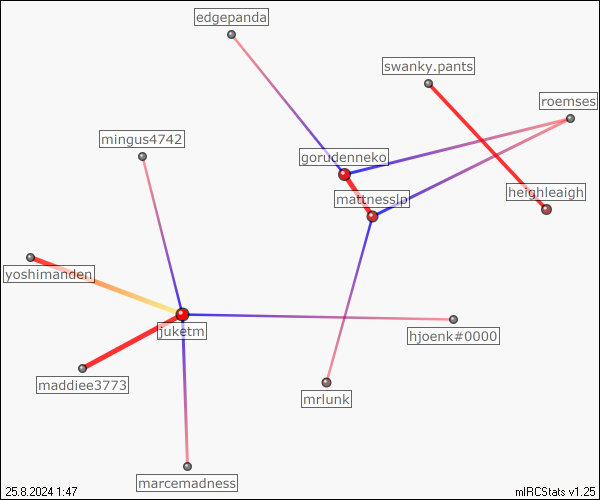 edgepanda
swanky.pants
roemses
mingus4742
gorudenneko
mattnesslp
heighleaigh
yoshimanden
juketm
hjoenk#0000
maddiee3773
mrlunk
marcemadness
25.8.2024 1:47
mIRCStats v1.25